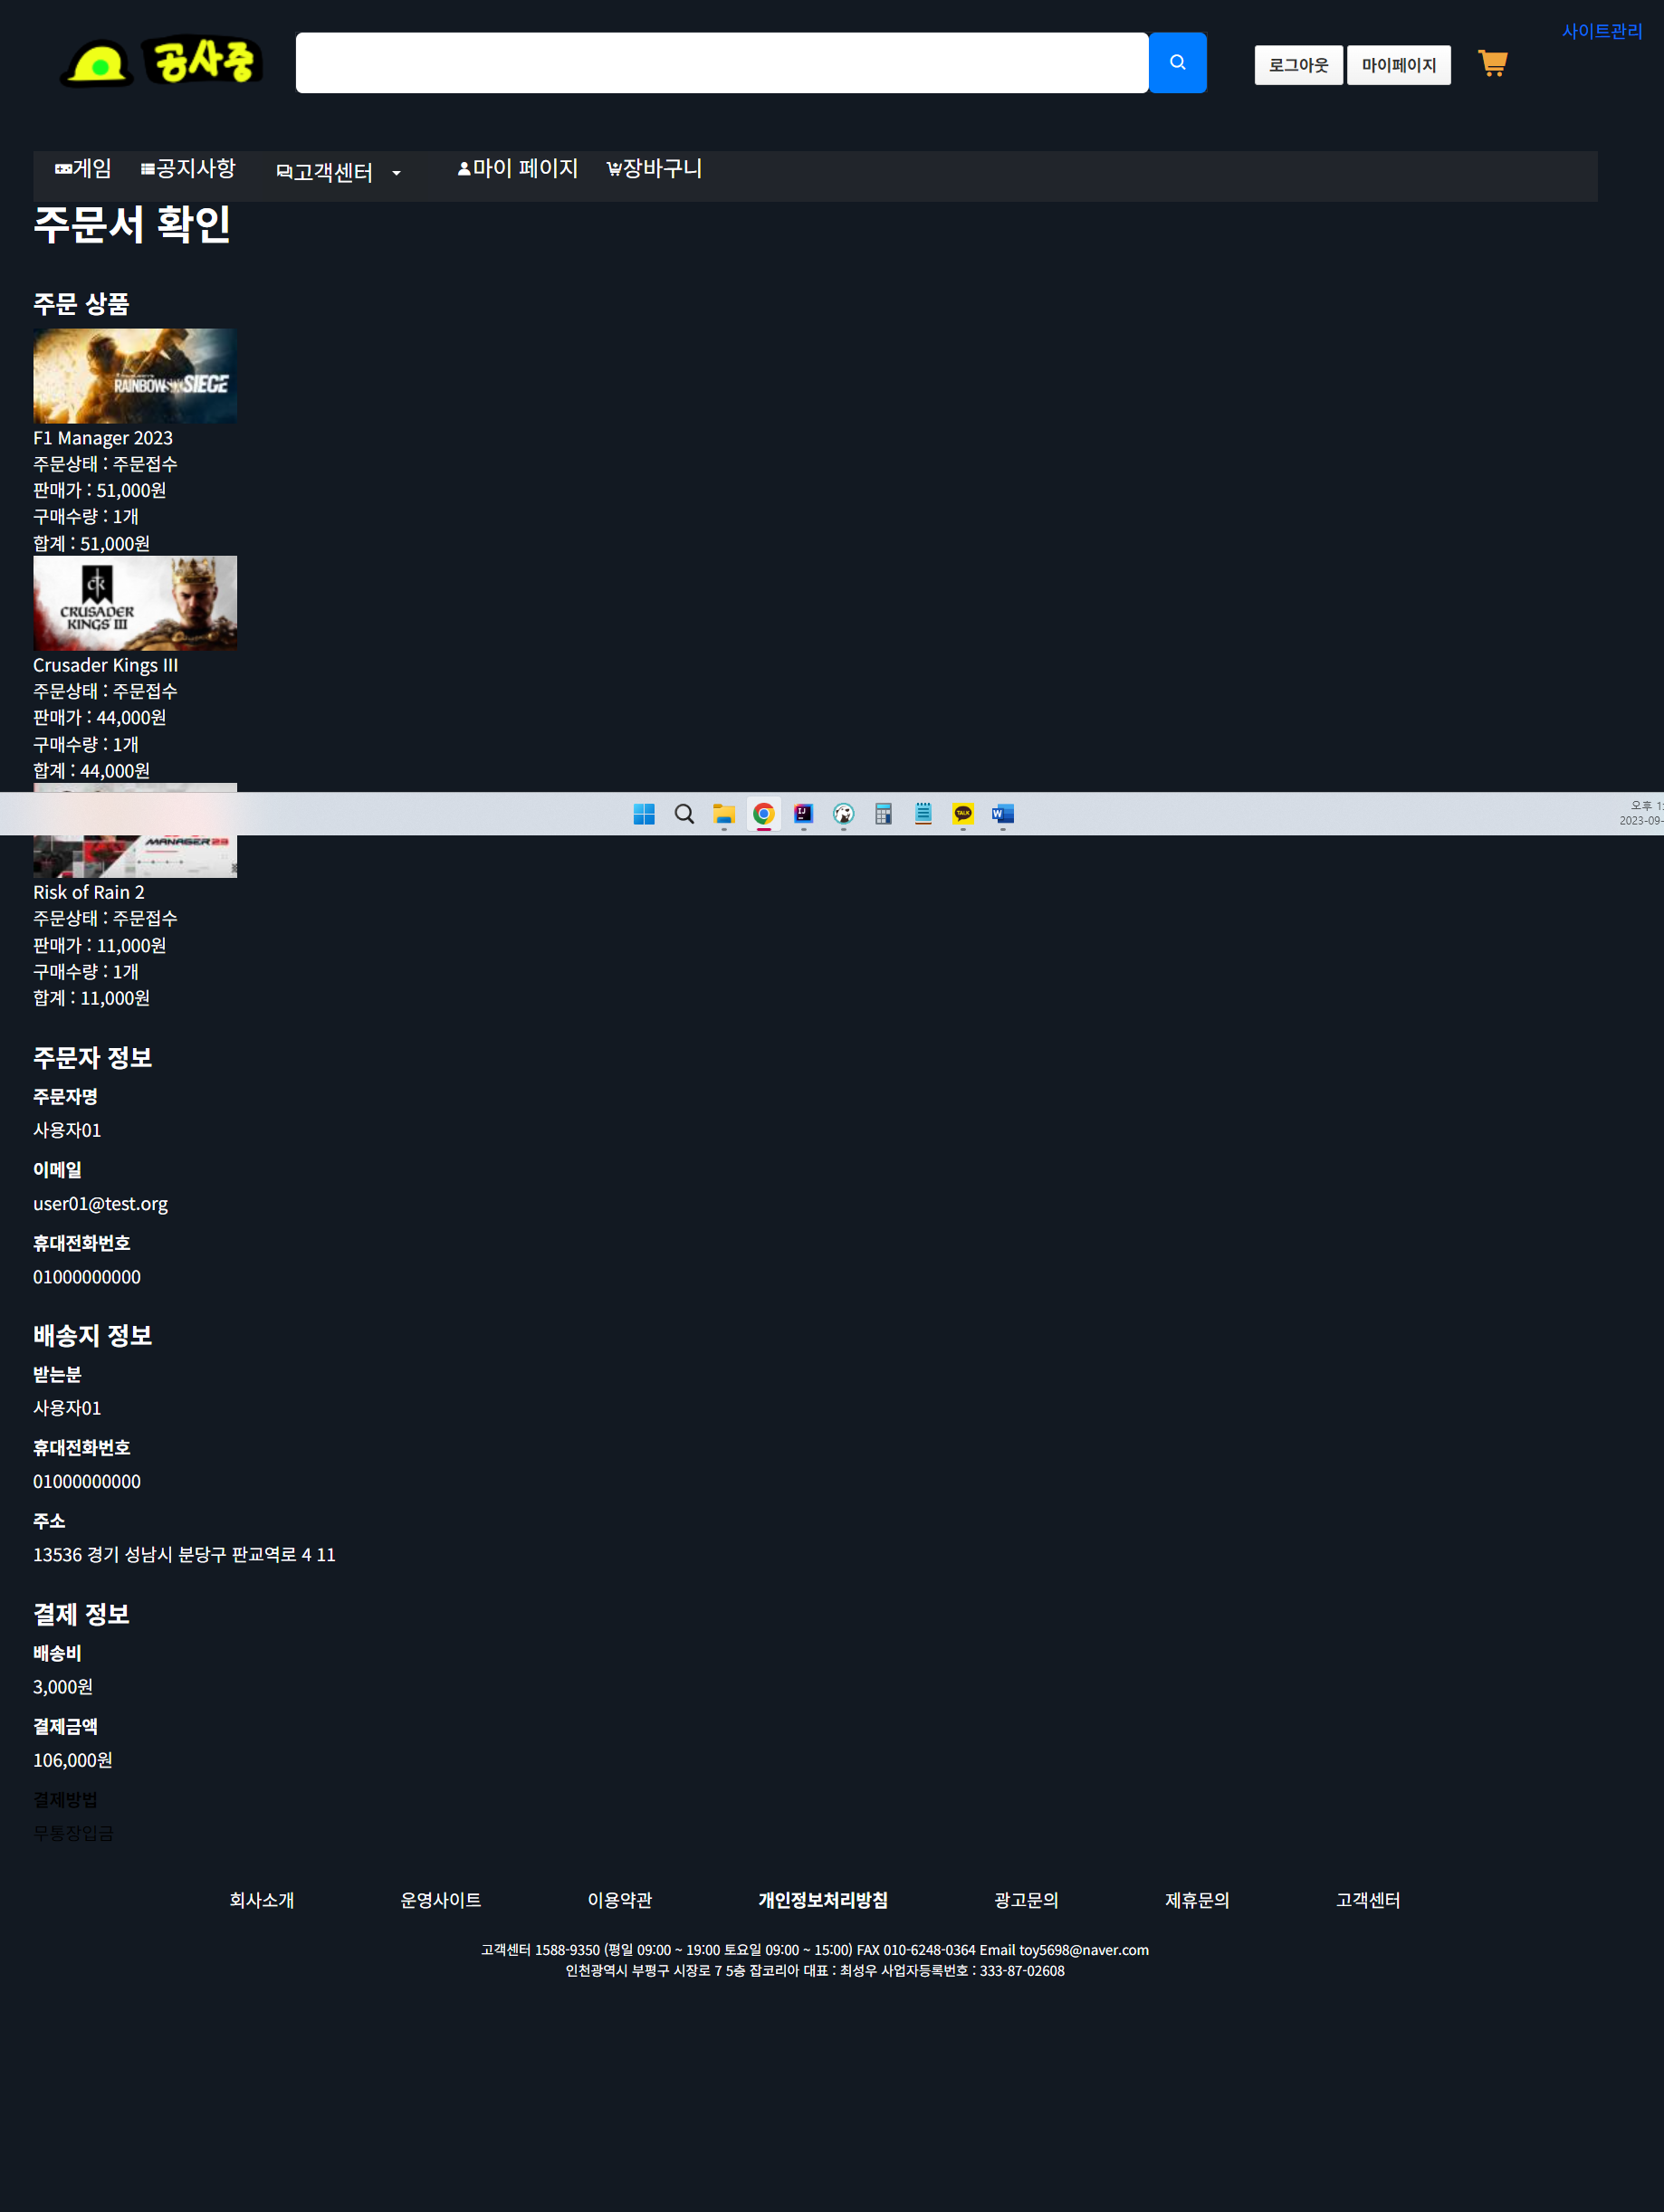 사이트관리
공사중
로그아웃 마이페이지
게임 공지사항 고객센터 마이 페이지 장바구니
주문서 확인
주문 상품
RAINBOW SIX SIEGE
F1 Manager 2023
주문상태 : 주문접수
판매가 : 51,000원
구매수량 : 1개
합계 : 51,000원
CK
CRUSADER
KINGS III
Crusader Kings III
주문상태 : 주문접수
판매가 : 44,000원
구매수량 : 1개
합계 : 44,000원
오후 1:
2023-09-
MANAGER 23
Risk of Rain 2
주문상태 : 주문접수
판매가 : 11,000원
구매수량 : 1개
합계 : 11,000원
주문자 정보
주문자명
사용자01
이메일
user01@test.org
휴대전화번호
01000000000
배송지 정보
받는분
사용자01
휴대전화번호
01000000000
주소
13536 경기 성남시 분당구 판교역로 4 11
결제 정보
배송비
3,000원
결제금액
106,000원
결제방법
무통장입금
회사소개 운영사이트 이용약관 개인정보처리방침 광고문의 제휴문의 고객센터
고객센터 1588-9350 (평일 09:00 ~ 19:00 토요일 09:00 ~ 15:00) FAX 010-6248-0364 Email toy5698@naver.com
인천광역시 부평구 시장로 7 5층 잡코리아 대표 : 최성우 사업자등록번호 : 333-87-02608